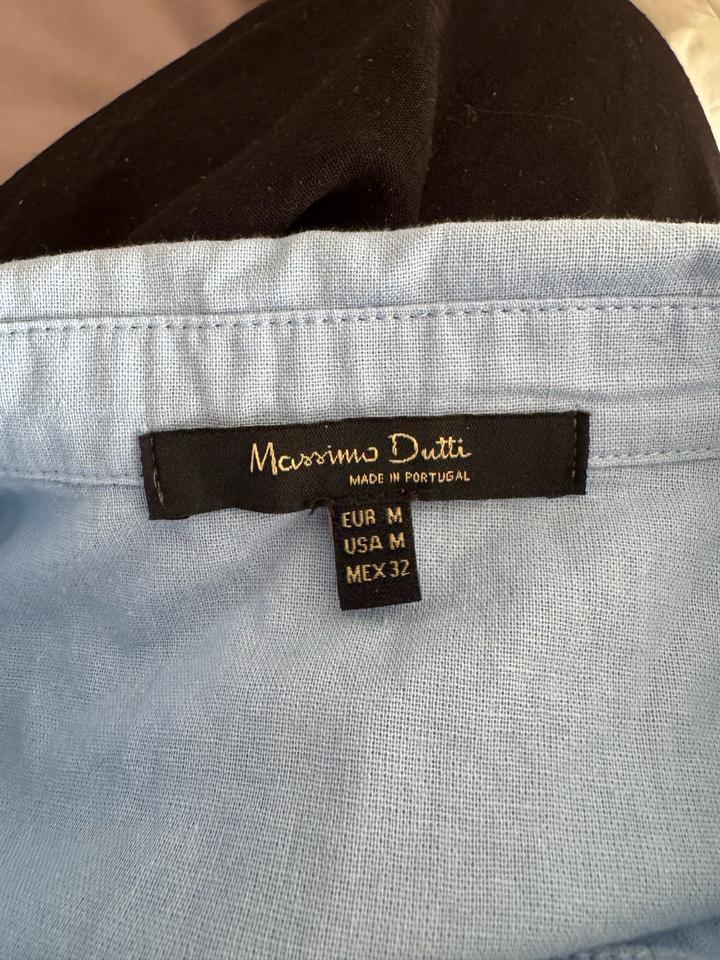 Massimo Dutti
MADE IN PORTUGAL
EUR M
USA M
MEX 32